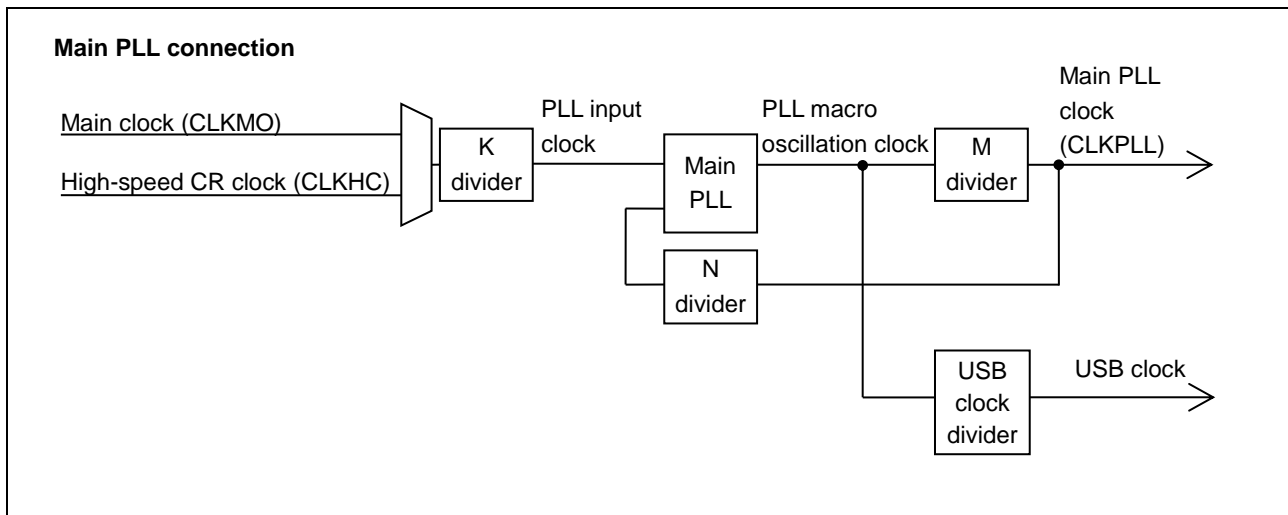 Main PLL connection
Main clock (CLKMO)
High-speed CR clock (CLKHC)
K
divider
PLL input
clock
Main
PLL
N
divider
PLL macro
oscillation clock
M
divider
Main PLL
clock
(CLKPLL)
USB
clock
divider
USB clock